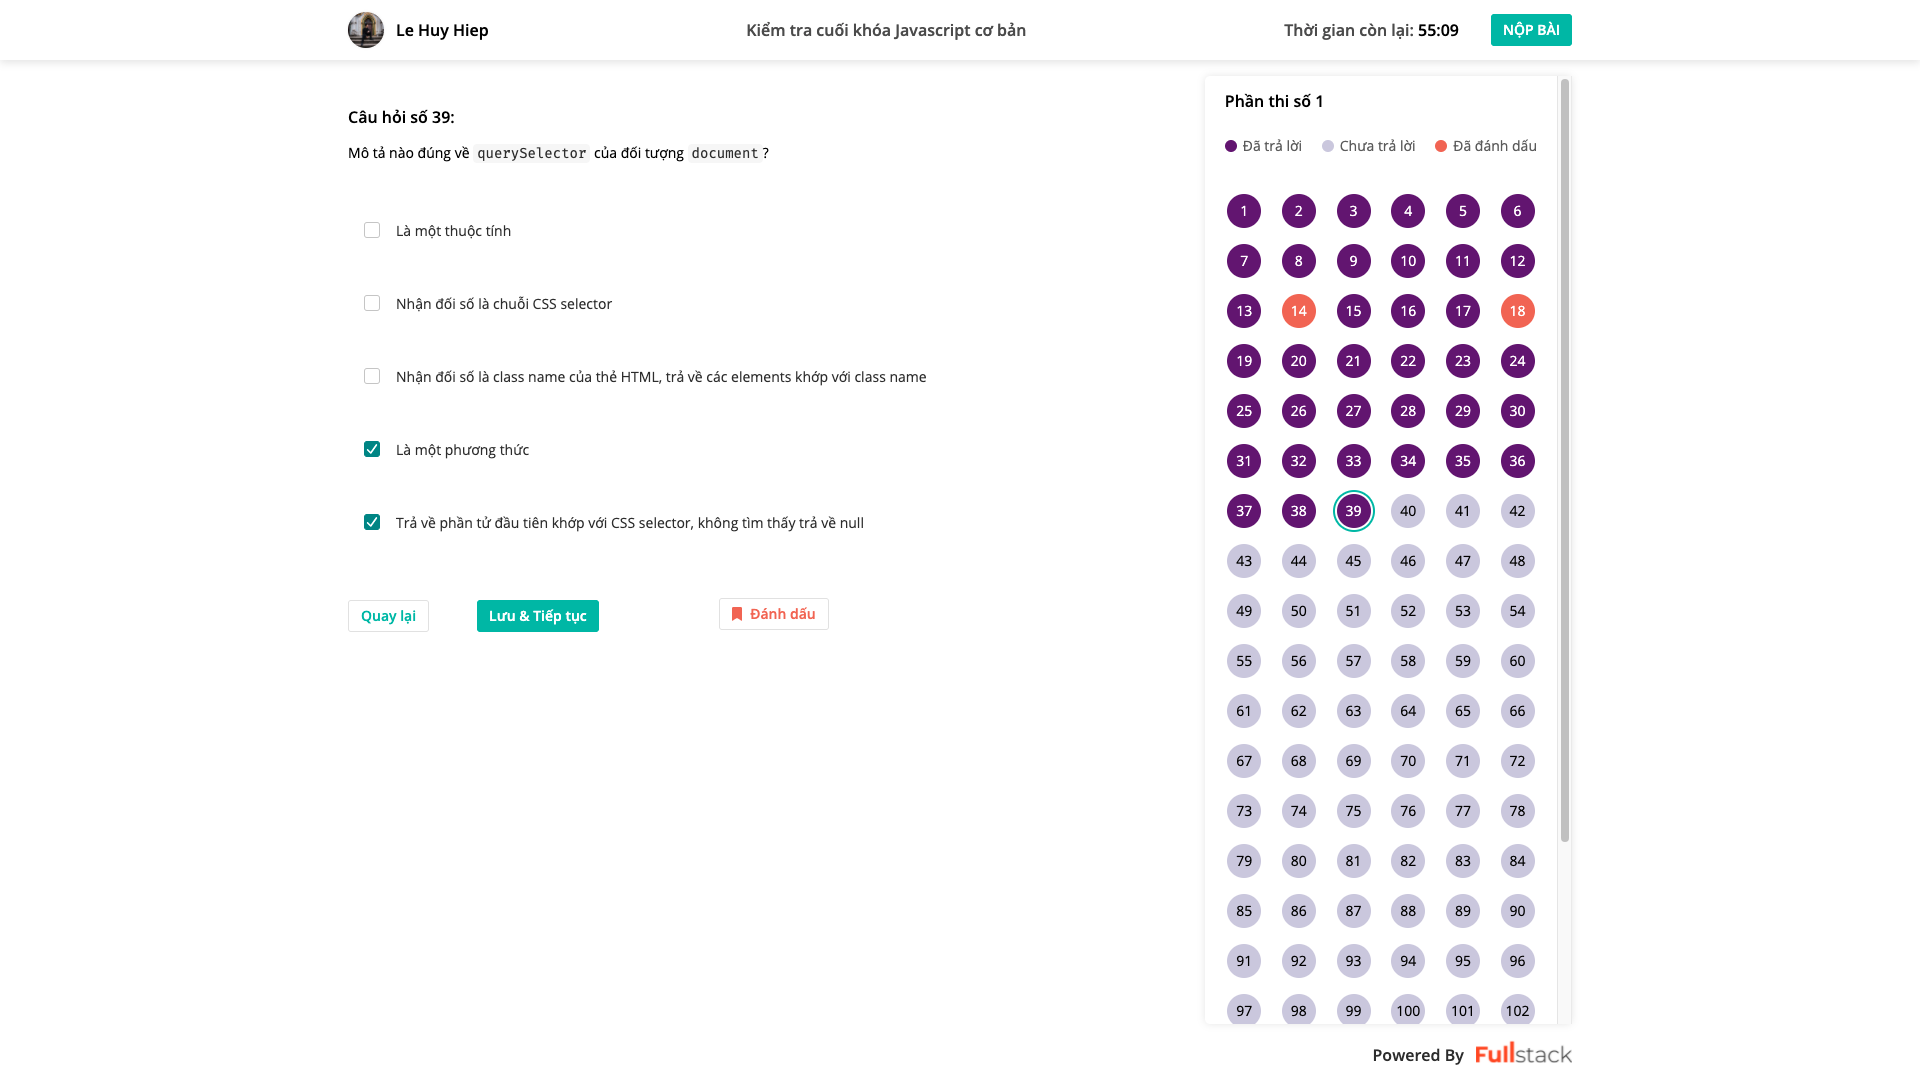 Le Huy Hiep
Kiểm tra cuối khóa Javascript cơ bản
Thời gian còn lại: 55:09
NỘP BÀI
Câu hỏi số 39:
Mô tả nào đúng về querySelector của đối tượng document?
Là một thuộc tính
Nhận đối số là chuỗi CSS selector
Nhận đối số là class name của thẻ HTML, trả về các elements khớp với class name
Là một phương thức
Trả về phần tử đầu tiên khớp với CSS selector, không tìm thấy trả về null
Quay lại
Lưu & Tiếp tục
Đánh dấu
Phần thi số 1
Đã trả lời Chưa trả lời Đã đánh dấu
1 2 3 4 5 6
7 8 9 10 11 12
13 14 15 16 17 18
19 20 21 22 23 24
25 26 27 28 29 30
31 32 33 34 35 36
37 38 39 40 41 42
43 44 45 46 47 48
49 50 51 52 53 54
55 56 57 58 59 60
61 62 63 64 65 66
67 68 69 70 71 72
73 74 75 76 77 78
79 80 81 82 83 84
85 86 87 88 89 90
91 92 93 94 95 96
97 98 99 100 101 102
Powered By Fullstack